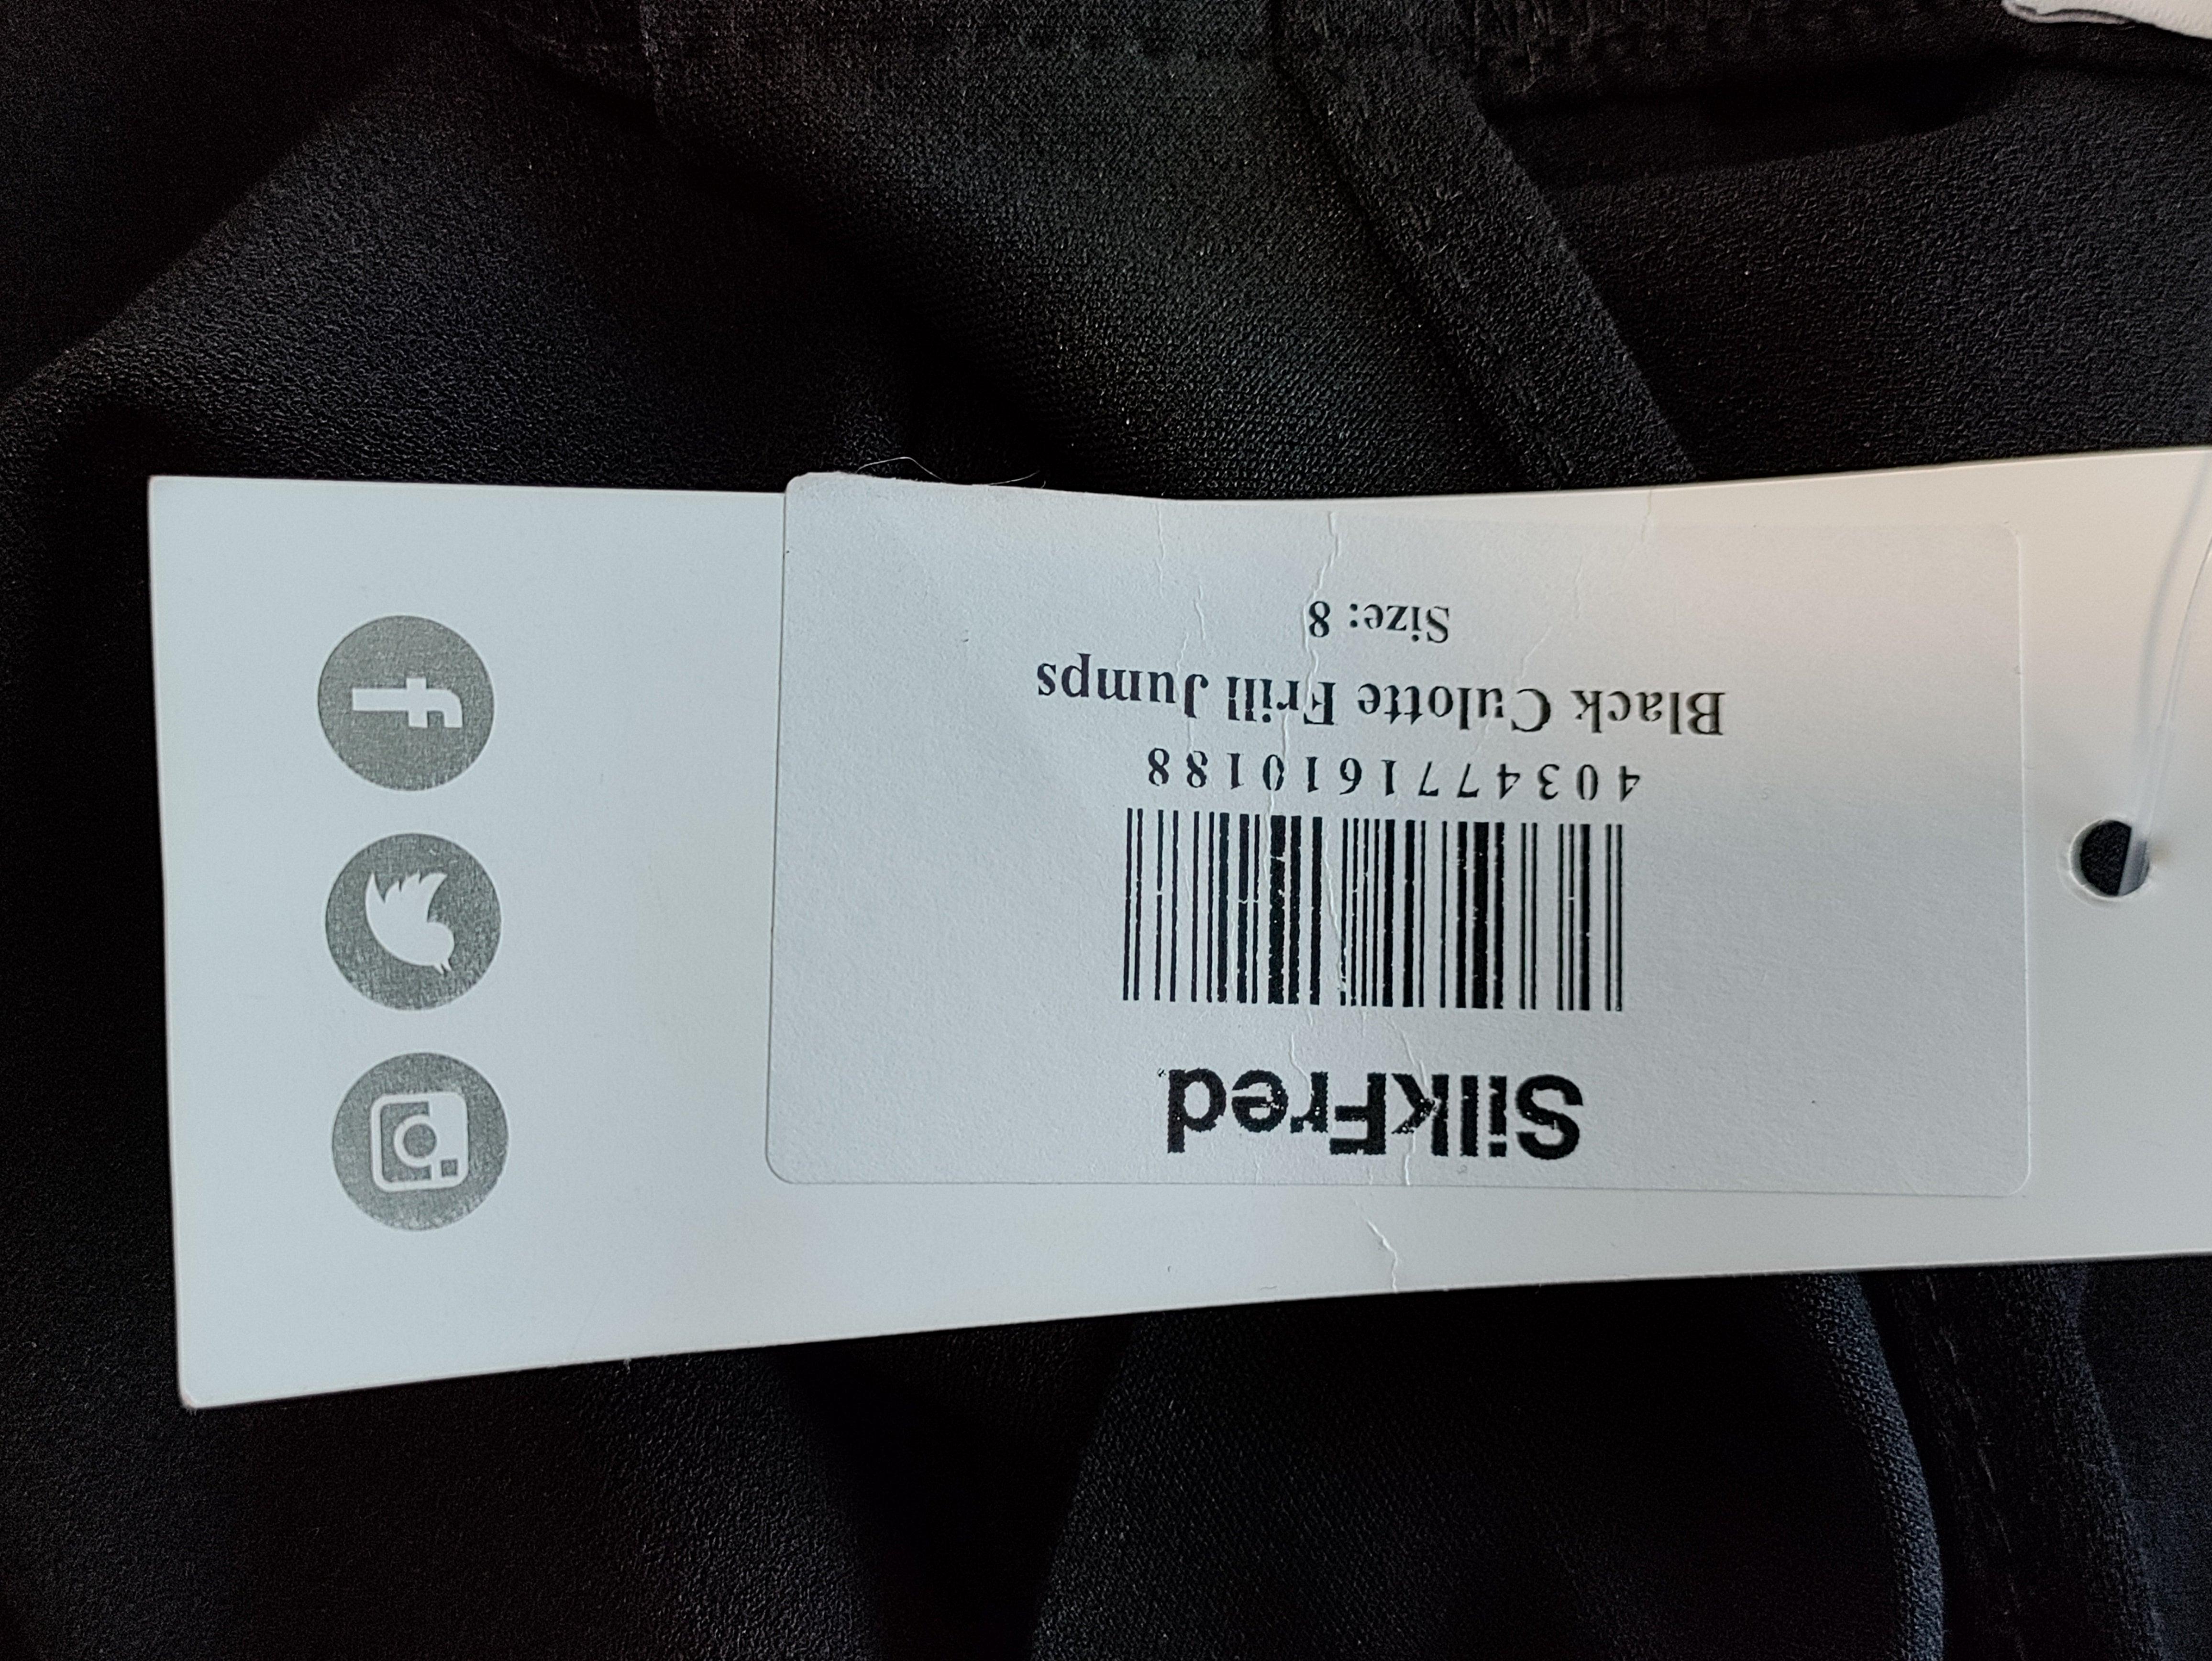 SilkFred
4034771610188
Black Culotte Frill Jumps
Size: 8